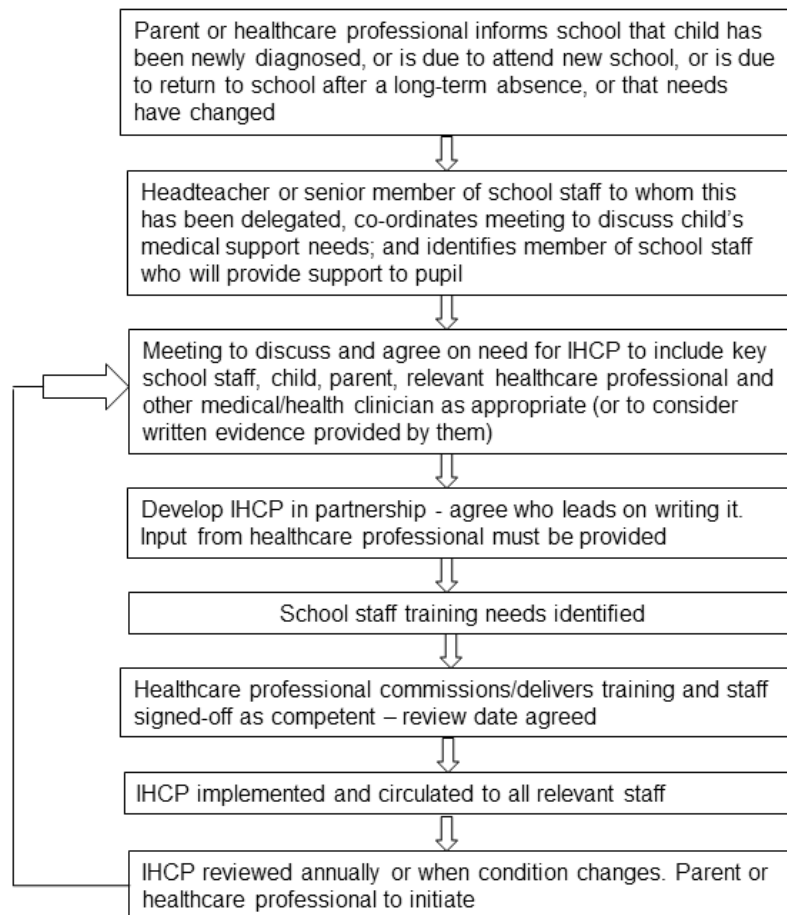 Parent or healthcare professional informs school that child has
been newly diagnosed, or is due to attend new school, or is due
to return to school after a long-term absence, or that needs
have changed
Headteacher or senior member of school staff to whom this
has been delegated, co-ordinates meeting to discuss child's
medical support needs; and identifies member of school staff
who will provide support to pupil
Meeting to discuss and agree on need for IHCP to include key
school staff, child, parent, relevant healthcare professional and
other medical/health clinician as appropriate (or to consider
written evidence provided by them)
Develop IHCP in partnership - agree who leads on writing it.
Input from healthcare professional must be provided
School staff training needs identified
Healthcare professional commissions/delivers training and staff
signed-off as competent – review date agreed
IHCP implemented and circulated to all relevant staff
IHCP reviewed annually or when condition changes. Parent or
healthcare professional to initiate